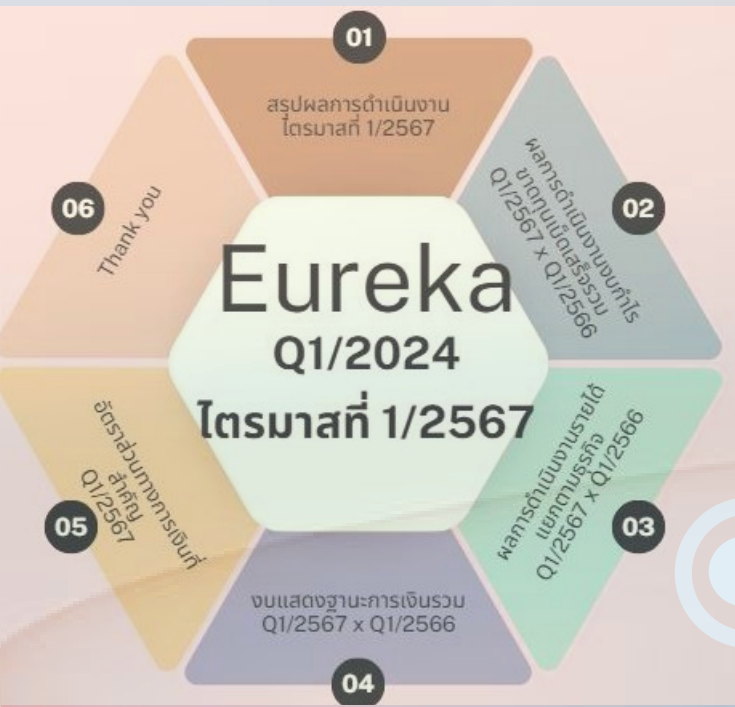 Eureka
Q1/2024
ไตรมาสที่ 1/2567
01
สรุปผลการดำเนินงาน
ไตรมาสที่ 1/2567
02
ผลการดำเนินงานงบกำไร
ขาดทุนเบ็ดเสร็จรวม
Q1/2567 x Q1/2566
03
ผลการดำเนินงานรายได้
แยกตามธุรกิจ
Q1/2567 x Q1/2566
04
งบแสดงฐานะการเงินรวม
Q1/2567 x Q1/2566
05
อัตราส่วนทางการเงินที่
สำคัญ
Q1/2567
06
Thank you